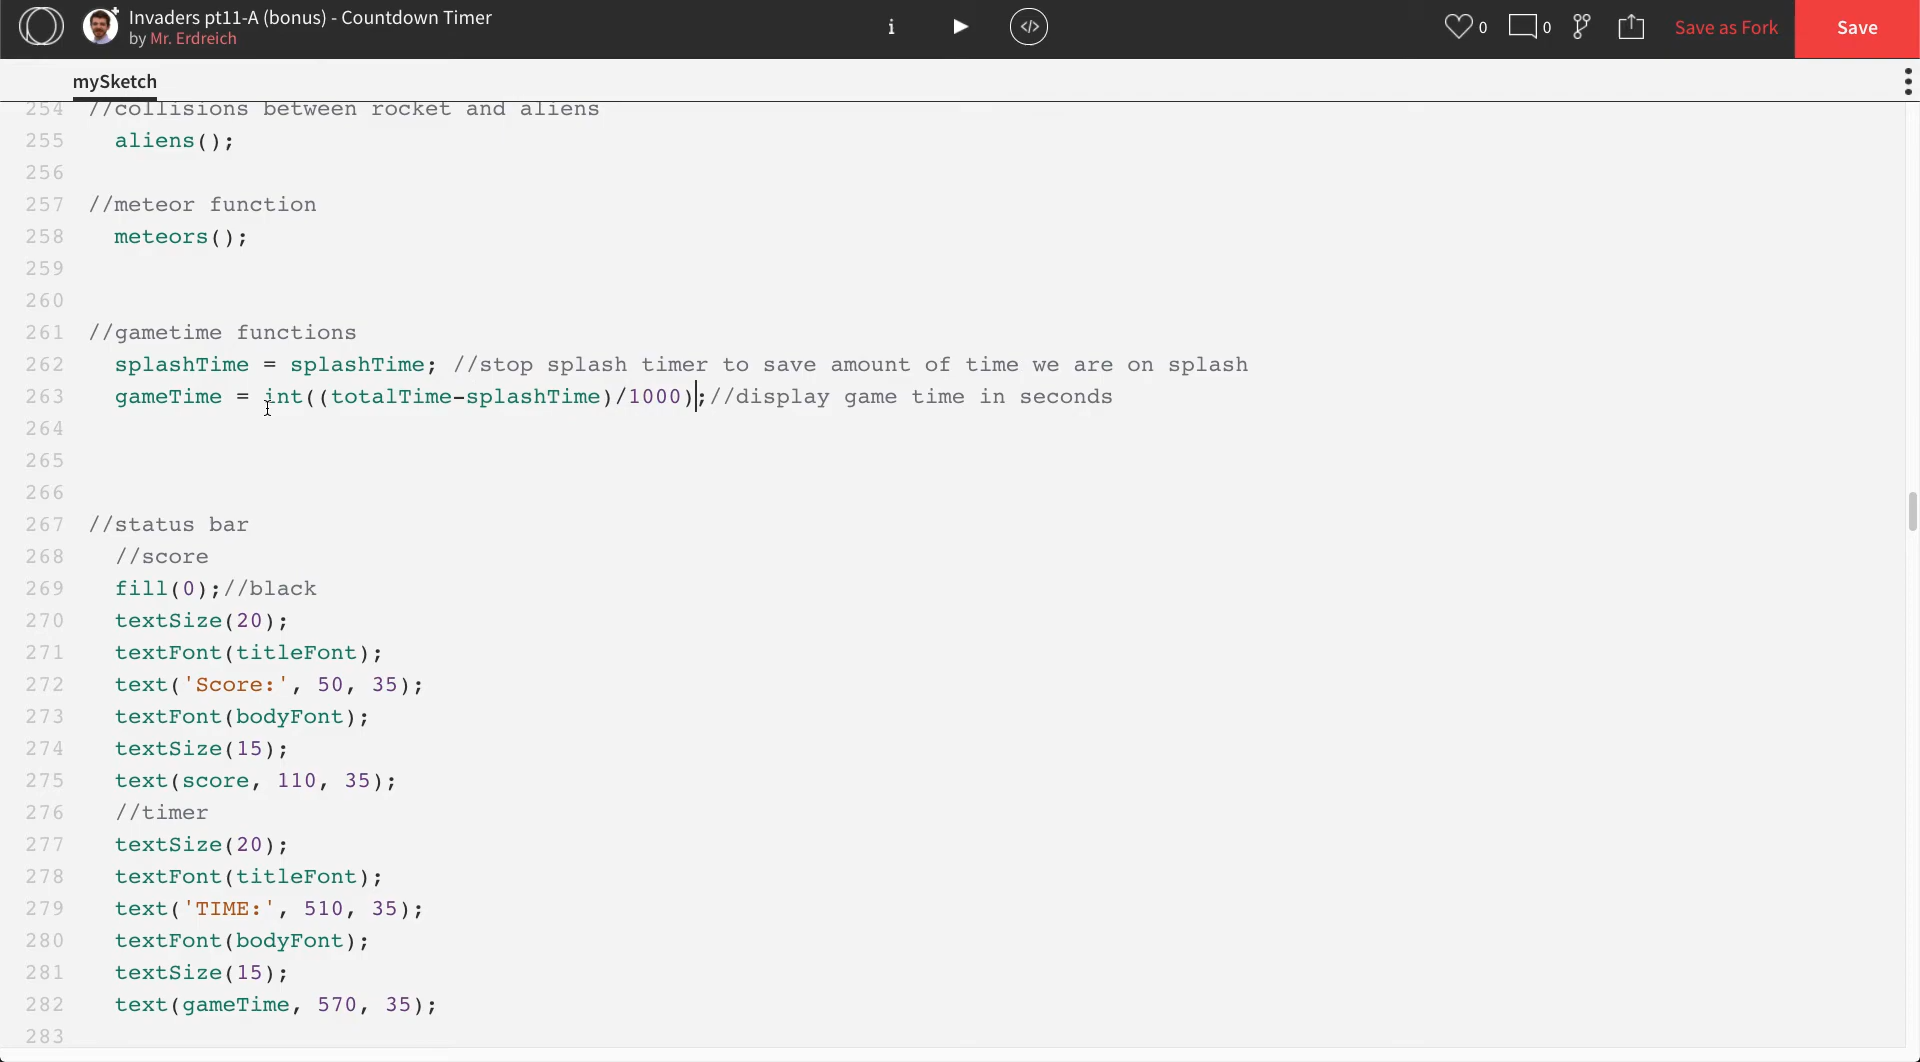 Invaders pt11-A (bonus) - Countdown Timer
by Mr. Erdreich
i
</>
0
0
Save as Fork
Save
mySketch
254 //collisions between rocket and aliens
255 aliens();
256
257 //meteor function
258 meteors();
259
260
261 //gametime functions
262 splashTime = splashTime; //stop splash timer to save amount of time we are on splash
263 gameTime = int((totalTime-splashTime)/1000);//display game time in seconds
264
265
266
267 //status bar
268 //score
269 fill(0);//black
270 textSize(20);
271 textFont(titleFont);
272 text('Score:', 50, 35);
273 textFont(bodyFont);
274 textSize(15);
275 text(score, 110, 35);
276 //timer
277 textSize(20);
278 textFont(titleFont);
279 text('TIME:', 510, 35);
280 textFont(bodyFont);
281 textSize(15);
282 text(gameTime, 570, 35);
283